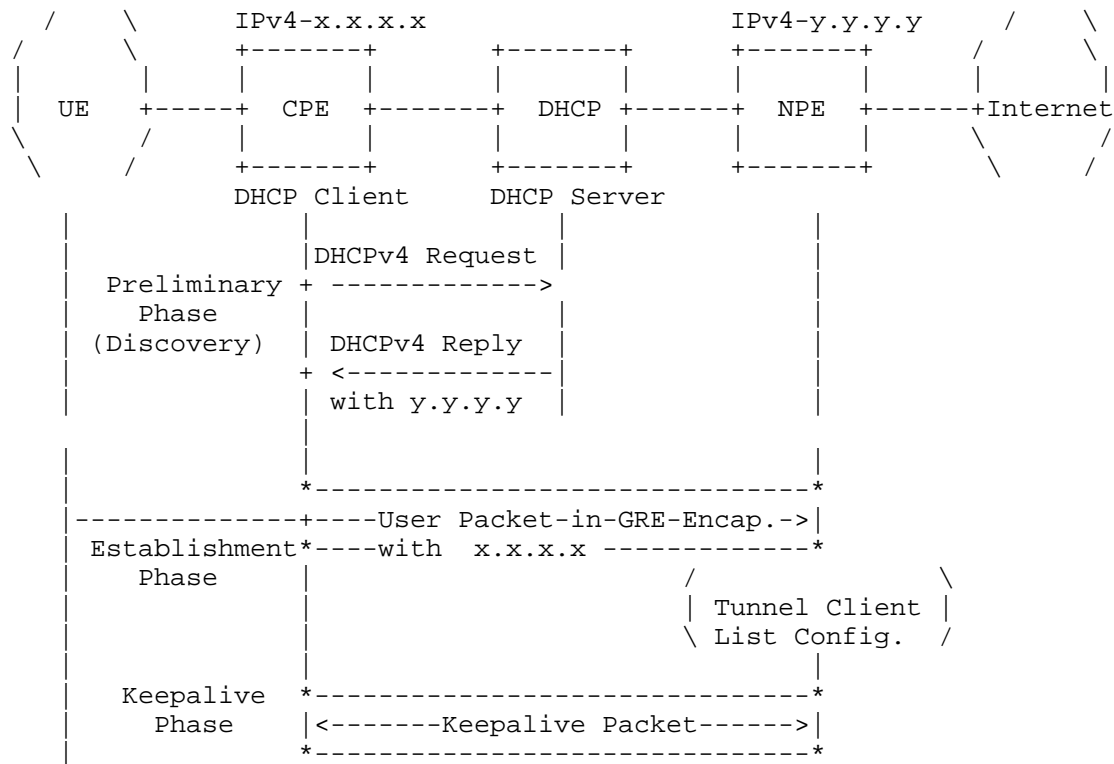 IPv4-x.x.x.x IPv4-y.y.y.y
UE CPE DHCP NPE Internet
DHCP Client DHCP Server
DHCPv4 Request
Preliminary
Phase
(Discovery) DHCPv4 Reply
with y.y.y.y
User Packet-in-GRE-Encap.
Establishment with x.x.x.x
Phase
Tunnel Client
List Config.
Keepalive
Phase Keepalive Packet